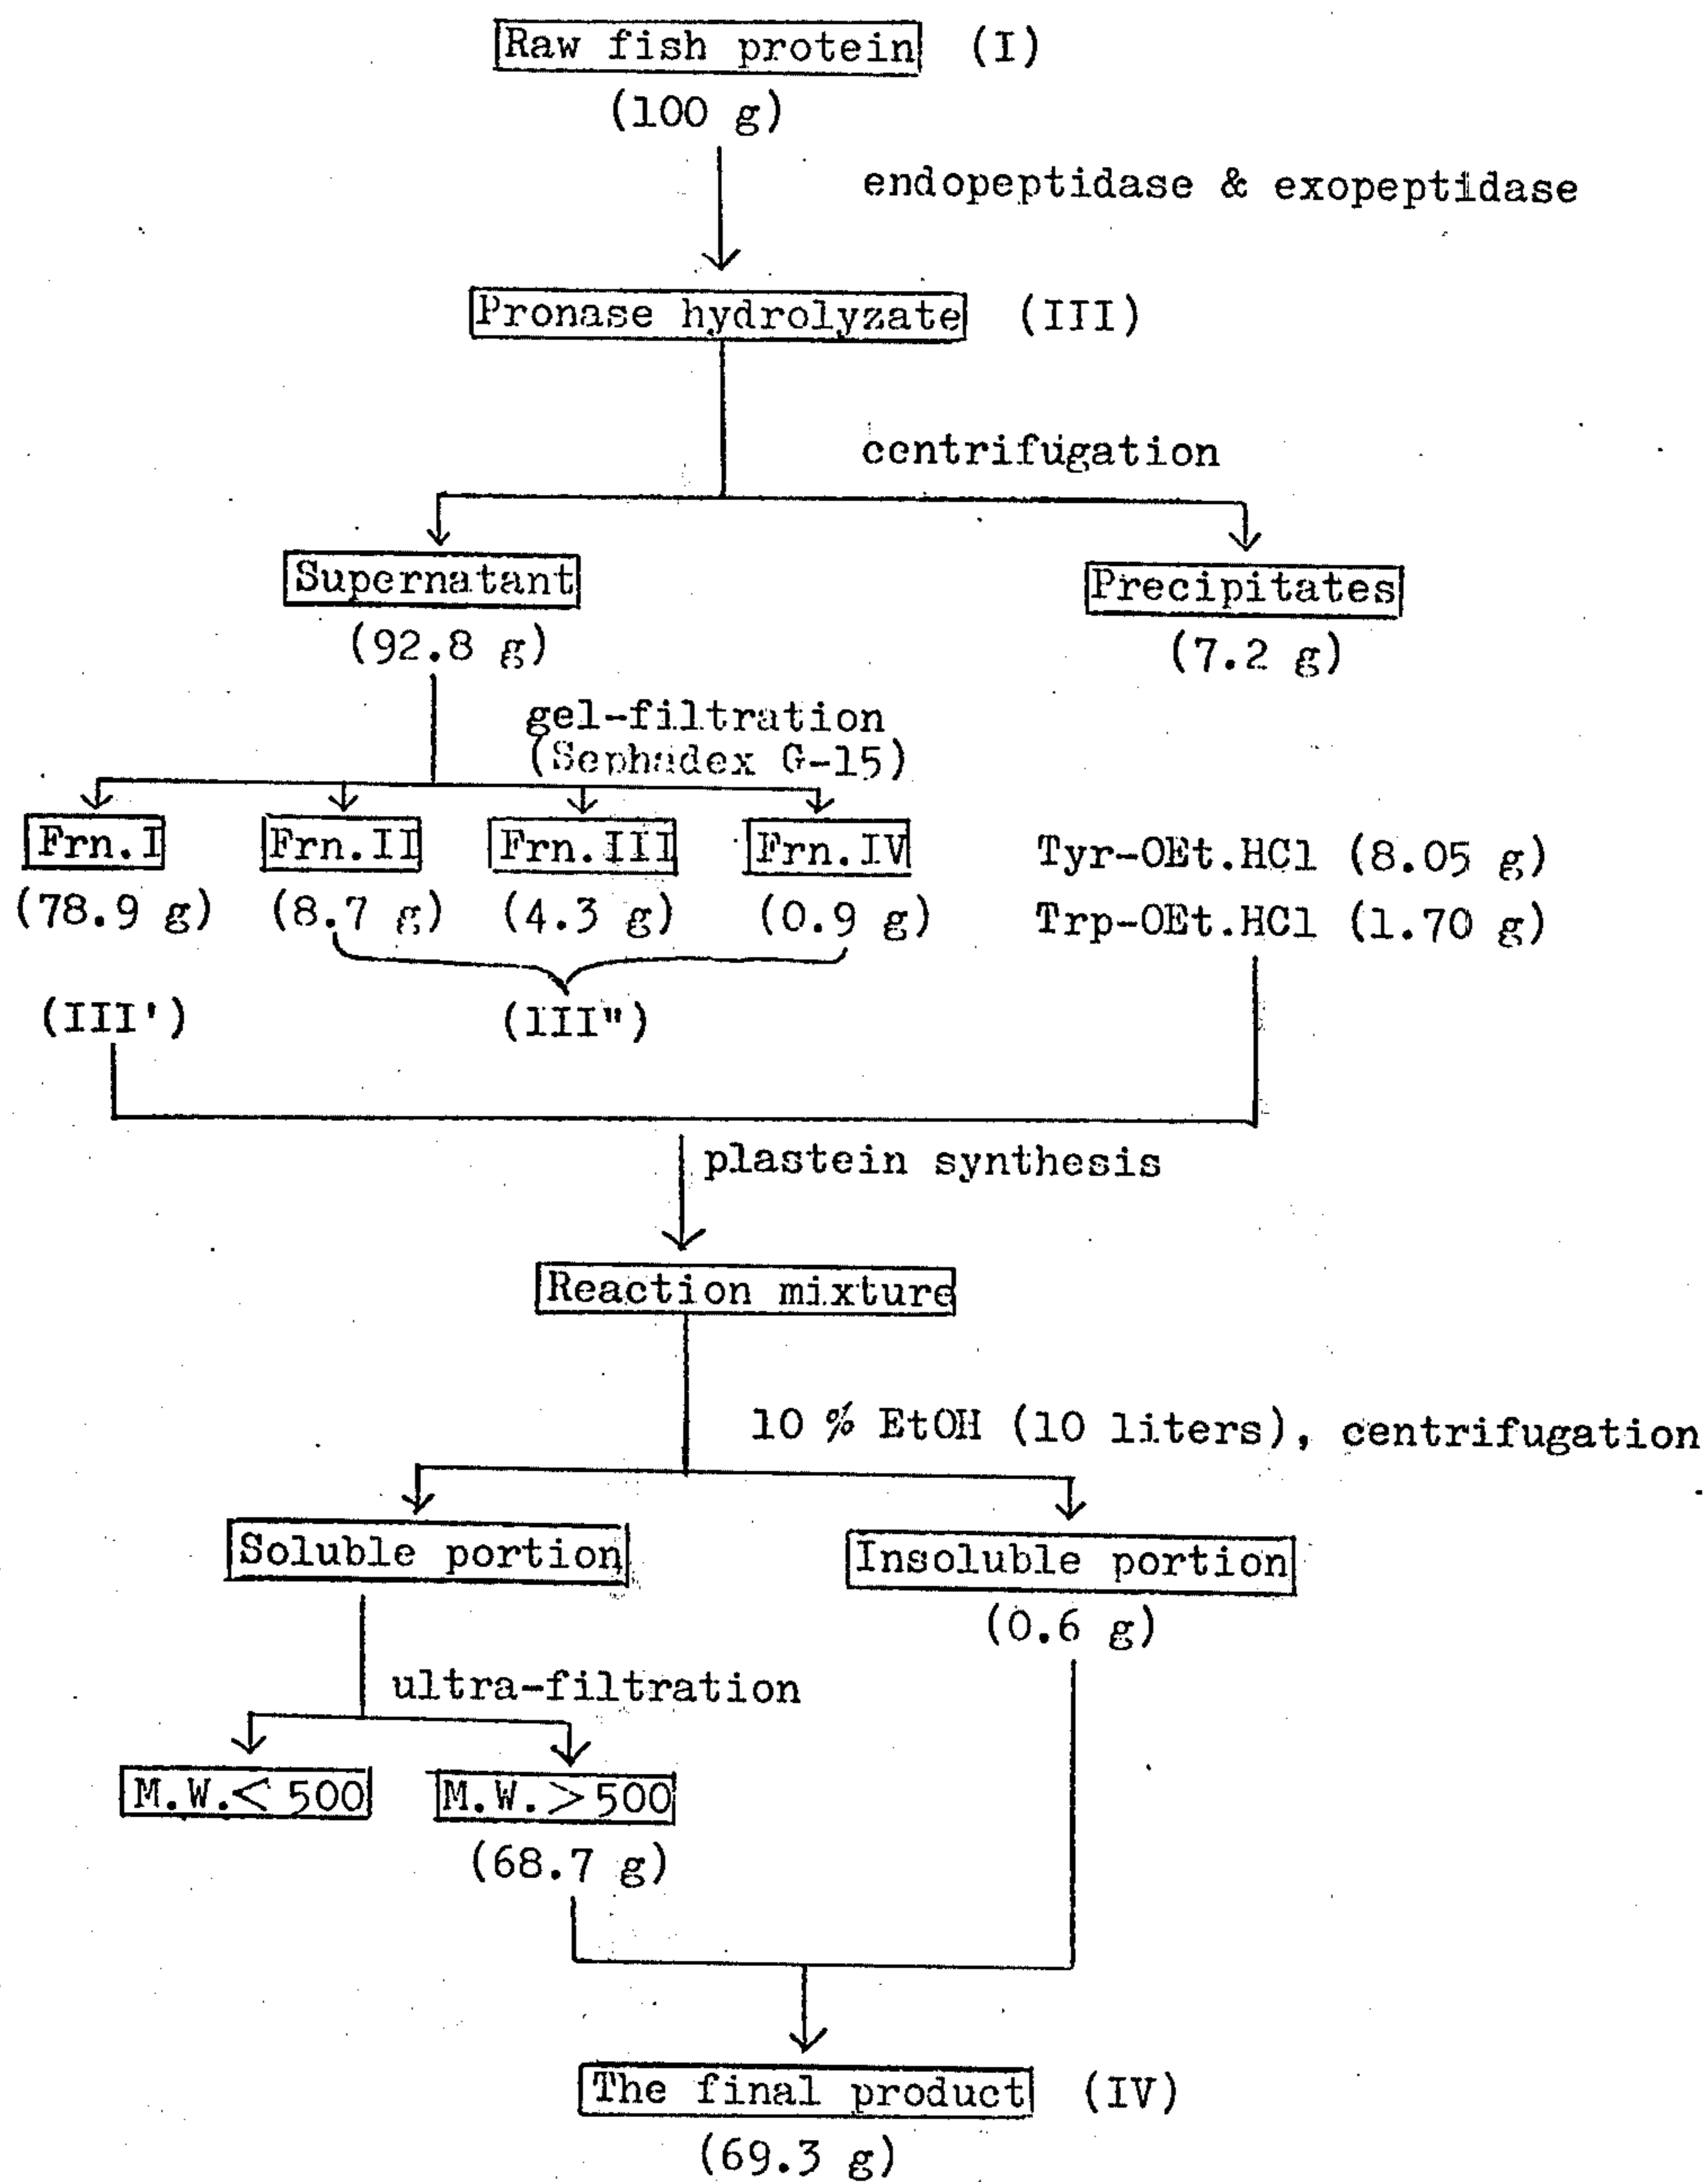 Raw fish protein (I)
(100 g)
endopeptidase & exopeptidase
Pronase hydrolyzate (III)
centrifugation
Supernatant Precipitates
(92.8 g) (7.2 g)
gel-filtration
(Sephadex G-15)
Frn.I Frn.II Frn.III Frn.IV Tyr-OEt.HCl (8.05 g)
(78.9 g) (8.7 g) (4.3 g) (0.9 g) Trp-OEt.HCl (1.70 g)
(III') (III")
plastein synthesis
Reaction mixture
10 % EtOH (10 liters), centrifugation
Soluble portion Insoluble portion
(0.6 g)
ultra-filtration
M.W.< 500 M.W.> 500
(68.7 g)
The final product (IV)
(69.3 g)